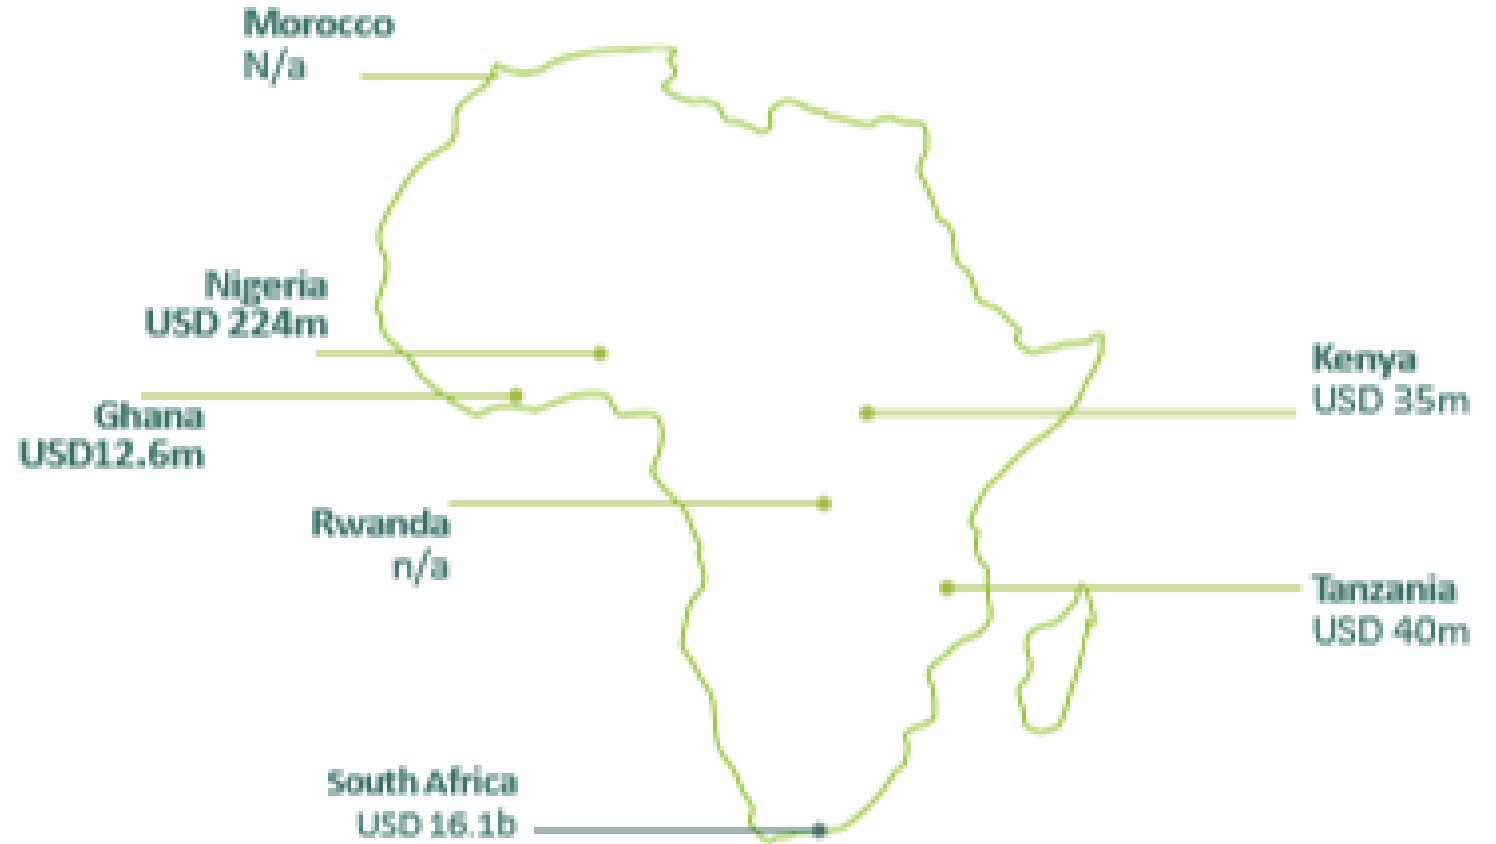 Morocco
N/a
Nigeria
USD 224m
Ghana
USD12.6m
Kenya
USD 35m
Rwanda
n/a
Tanzania
USD 40m
South Africa
USD 16.1b